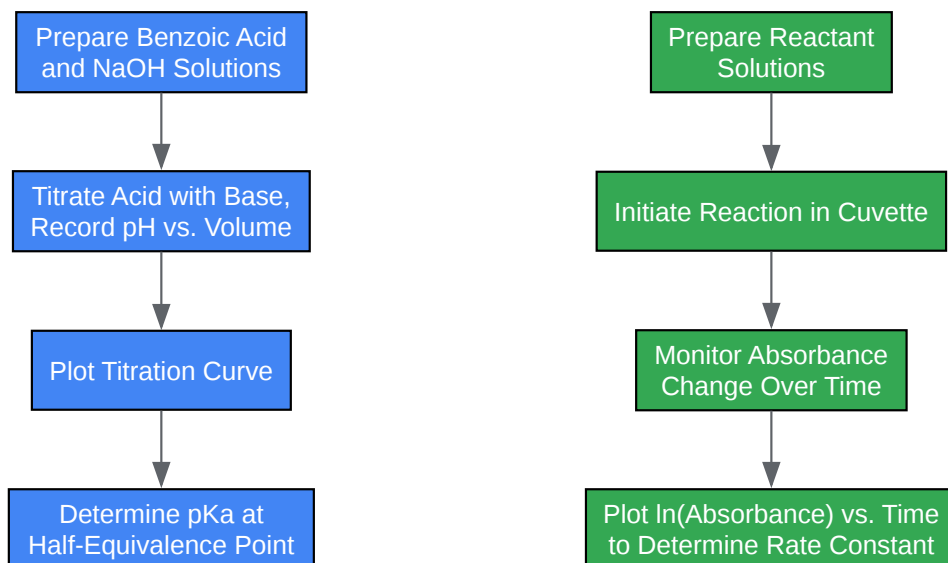 Prepare Benzoic Acid
and NaOH Solutions
Titrate Acid with Base,
Record pH vs. Volume
Plot Titration Curve
Determine pKa at
Half-Equivalence Point
Prepare Reactant
Solutions
Initiate Reaction in Cuvette
Monitor Absorbance
Change Over Time
Plot ln(Absorbance) vs. Time
to Determine Rate Constant